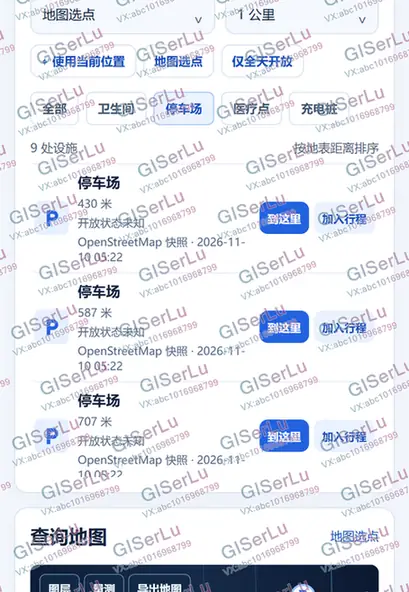 地图选点
1 公里
使用当前位置
地图选点
仅全天开放
全部
卫生间
停车场
医疗点
充电桩
9 处设施
按地表距离排序
停车场
430 米
开放状态未知
OpenStreetMap 快照 · 2026-11-
10 05:22
到这里
加入行程
停车场
587 米
开放状态未知
OpenStreetMap 快照 · 2026-11-
10 05:22
到这里
加入行程
停车场
707 米
开放状态未知
OpenStreetMap 快照 · 2026-11-
10 05:22
到这里
加入行程
查询地图
地图选点
图层
导出地图
GISerLu
VX:abc1016968799